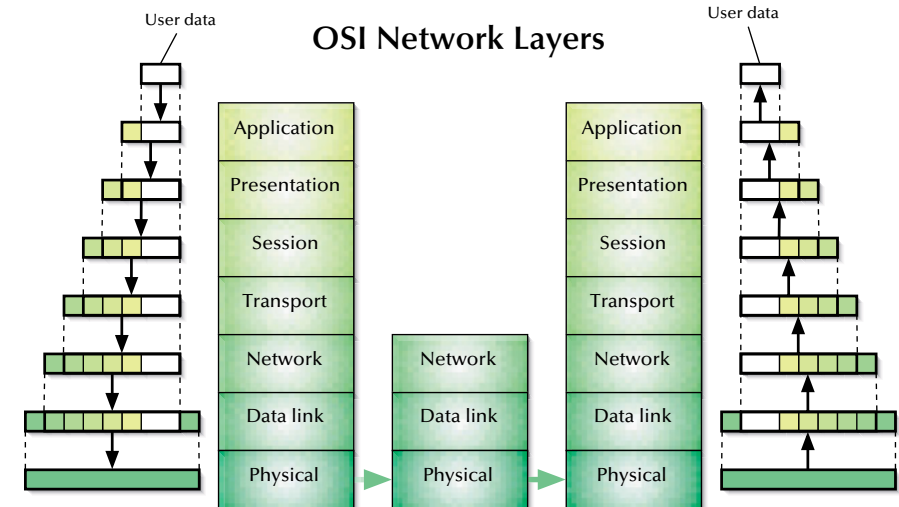 User data
OSI Network Layers
User data
Application
Presentation
Session
Transport
Network
Data link
Physical
Network
Data link
Physical
Application
Presentation
Session
Transport
Network
Data link
Physical